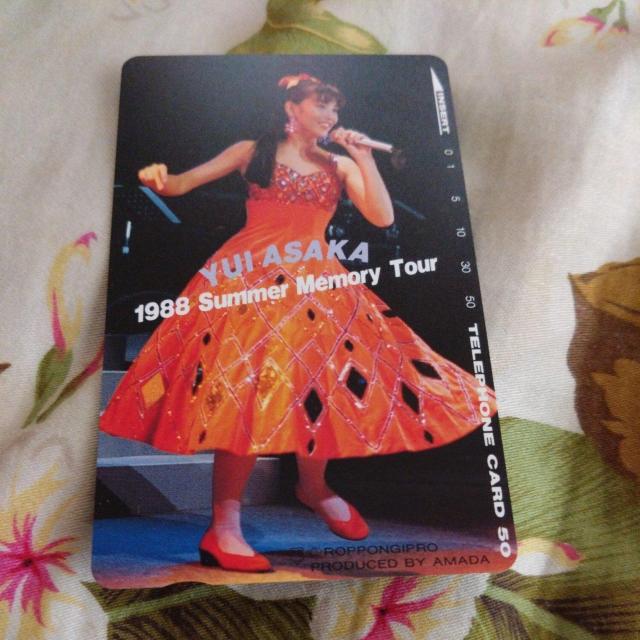 YUI ASAKA
1988 Summer Memory Tour
INSERT
0 1 5 10 30 50
TELEPHONE CARD 50
© ROPPONGIPRO
PRODUCED BY AMADA